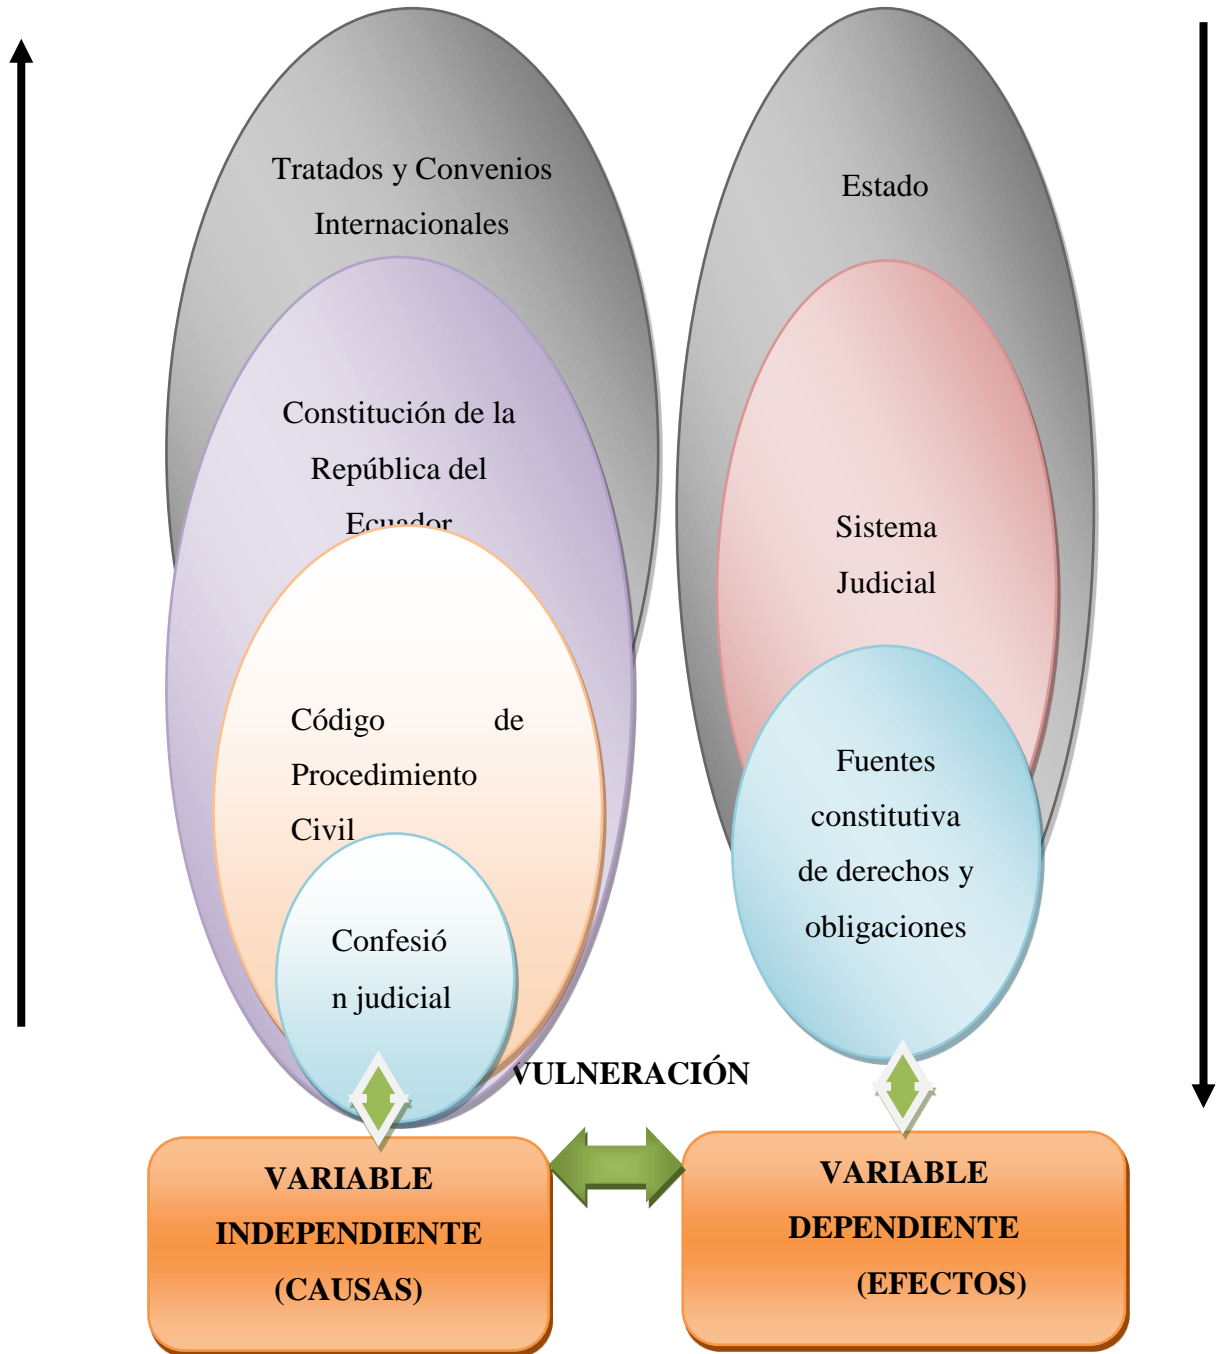 Tratados y Convenios
Internacionales
Constitución de la
República del
Ecuador
Código de
Procedimiento
Civil
Confesió
n judicial
Estado
Sistema
Judicial
Fuentes
constitutiva
de derechos y
obligaciones
VULNERACIÓN
VARIABLE
INDEPENDIENTE
(CAUSAS)
VARIABLE
DEPENDIENTE
(EFECTOS)